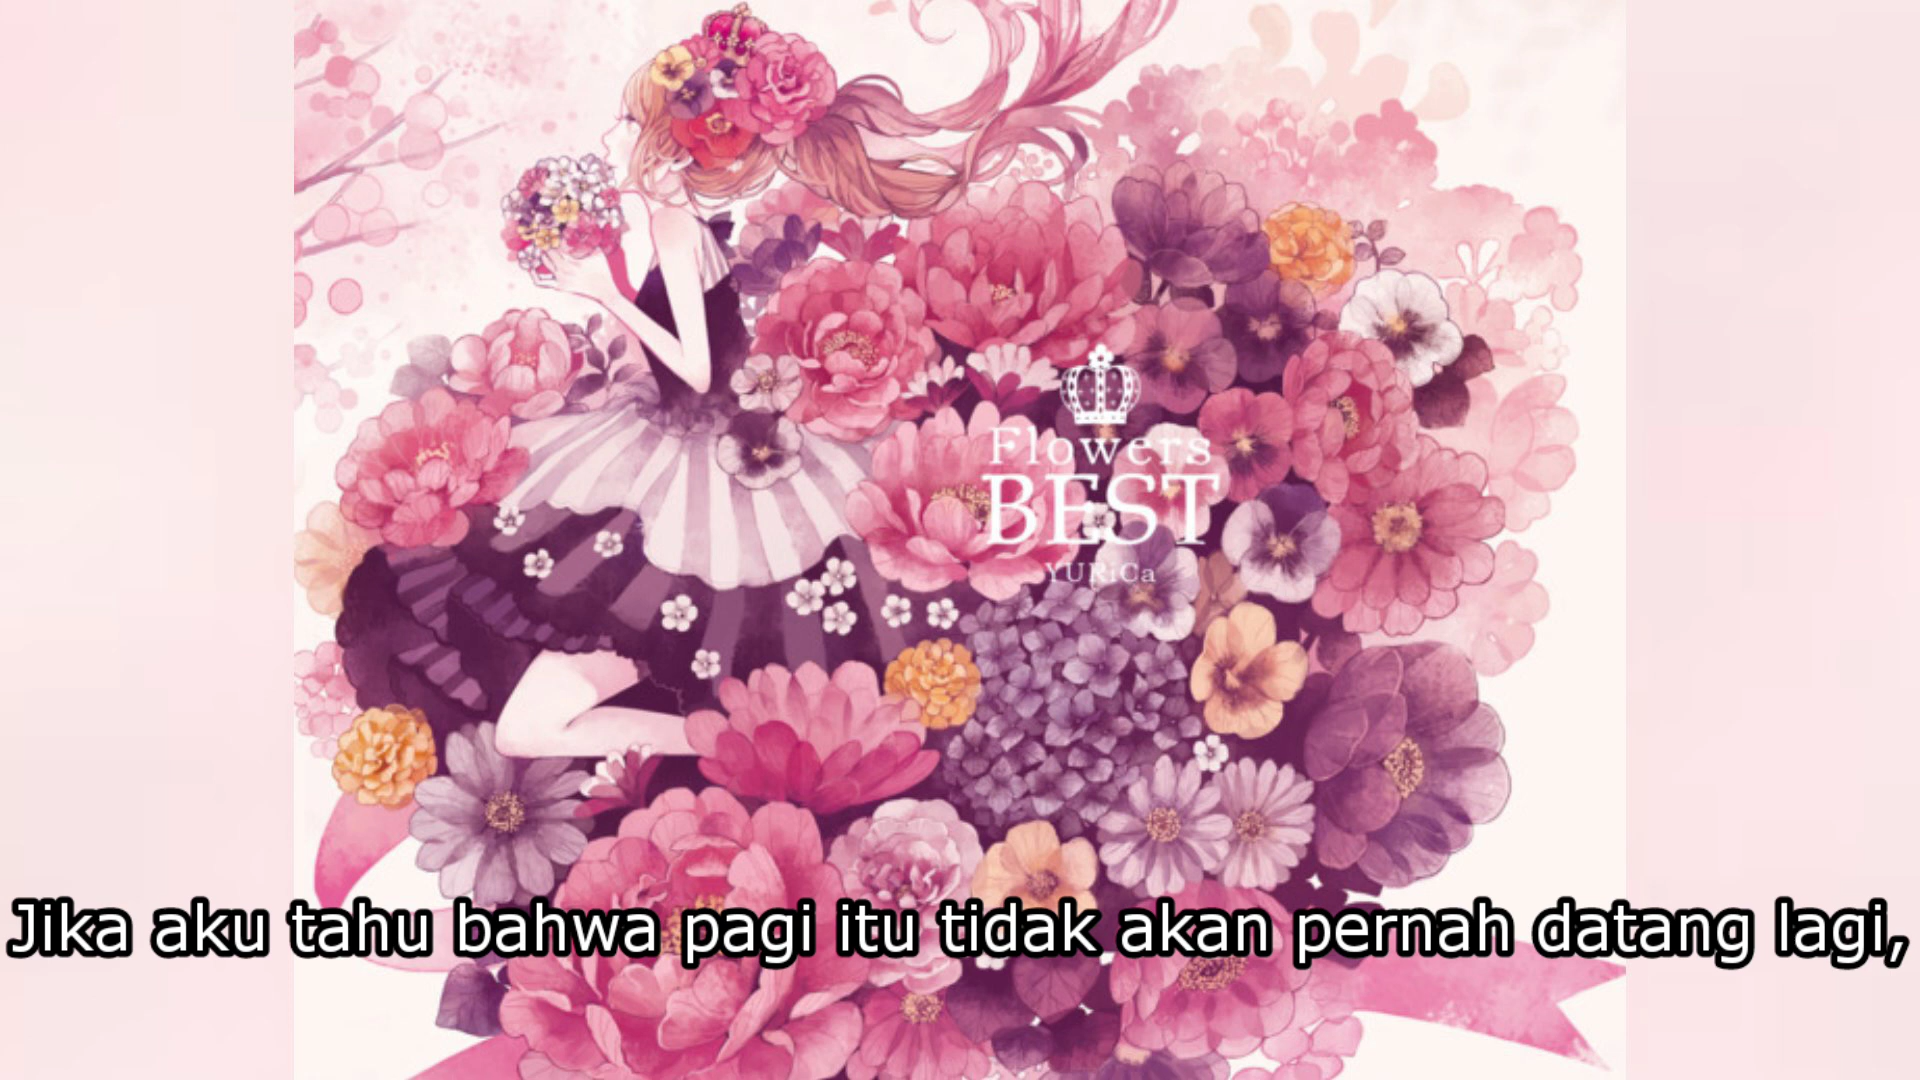 Flowers
BEST
YURiCa
Jika aku tahu bahwa pagi itu tidak akan pernah datang lagi,